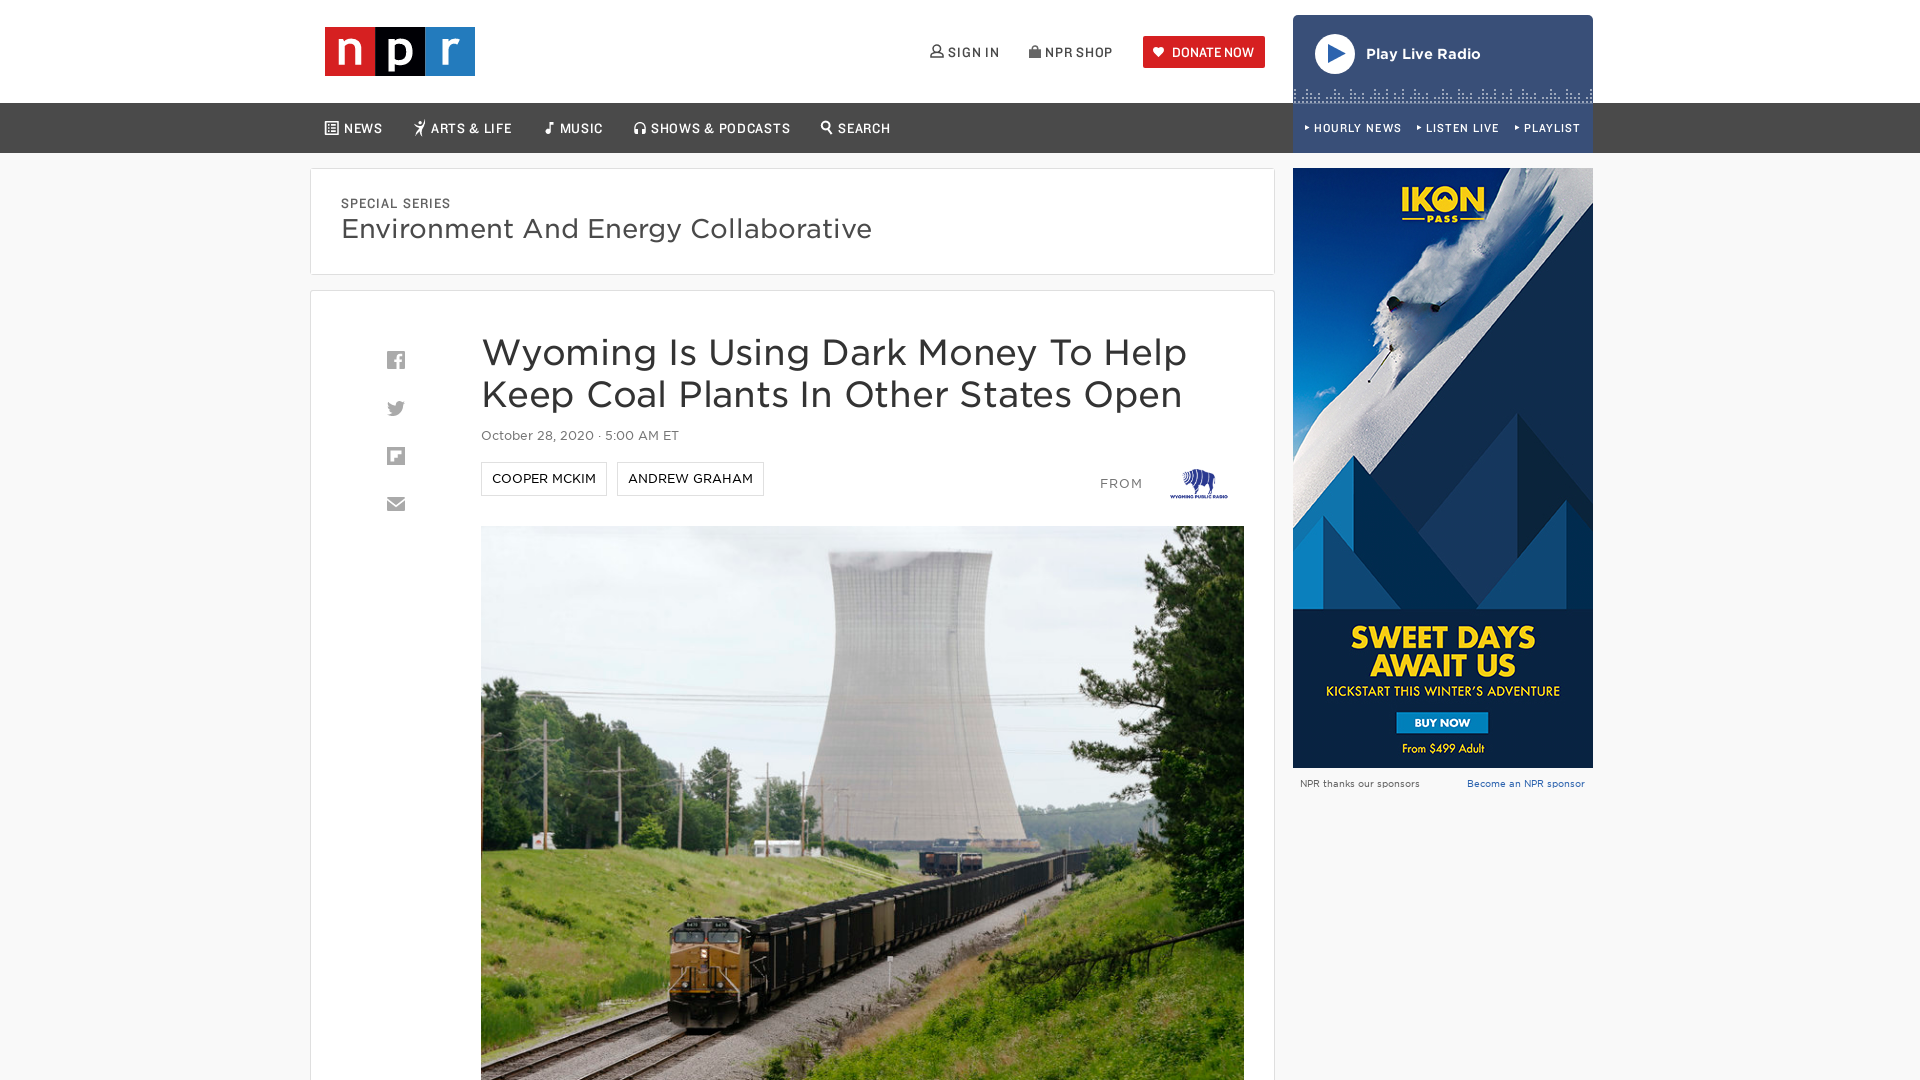 npr
SIGN IN
NPR SHOP
DONATE NOW
Play Live Radio
NEWS
ARTS & LIFE
MUSIC
SHOWS & PODCASTS
SEARCH
HOURLY NEWS
LISTEN LIVE
PLAYLIST
SPECIAL SERIES
Environment And Energy Collaborative
Wyoming Is Using Dark Money To Help
Keep Coal Plants In Other States Open
October 28, 2020 · 5:00 AM ET
COOPER MCKIM
ANDREW GRAHAM
FROM
WYOMING PUBLIC RADIO
IKON
PASS
SWEET DAYS
AWAIT US
KICKSTART THIS WINTER'S ADVENTURE
BUY NOW
From $499 Adult
NPR thanks our sponsors
Become an NPR sponsor